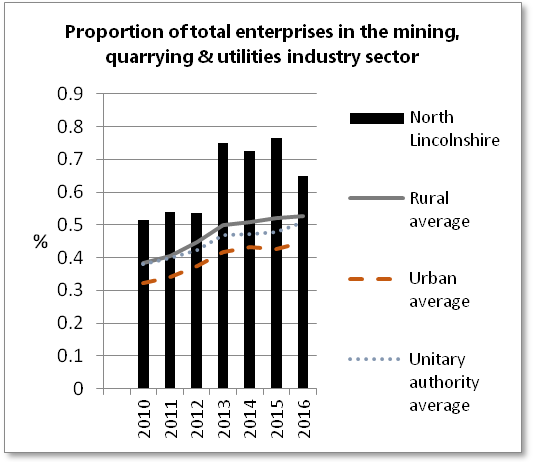 Proportion of total enterprises in the mining,
quarrying & utilities industry sector
0.9
0.8
0.7
0.6
0.5
0.4
0.3
0.2
0.1
0
%
2010
2011
2012
2013
2014
2015
2016
North
Lincolnshire
Rural
average
Urban
average
Unitary
authority
average